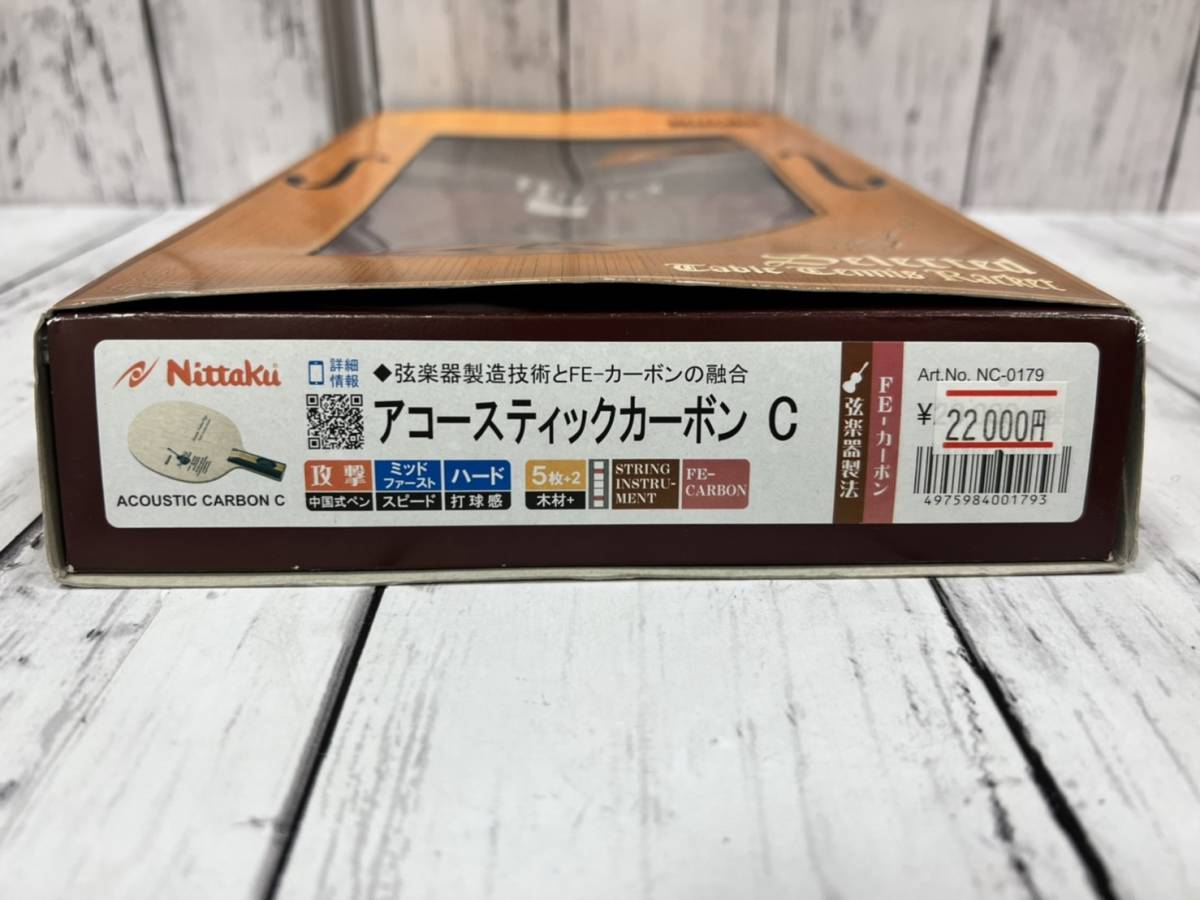 Selected
Table Tennis Racket
Nittaku
詳細
情報
◆弦楽器製造技術とFE-カーボンの融合
アコースティックカーボン C
ACOUSTIC CARBON C
攻撃
中国式ペン
ミッド
ファースト
スピード
ハード
打球感
5枚+2
木材+
STRING
INSTRU-
MENT
FE-
CARBON
弦楽器製法
FE-カーボン
Art.No. NC-0179
¥
22000円
4975984001793